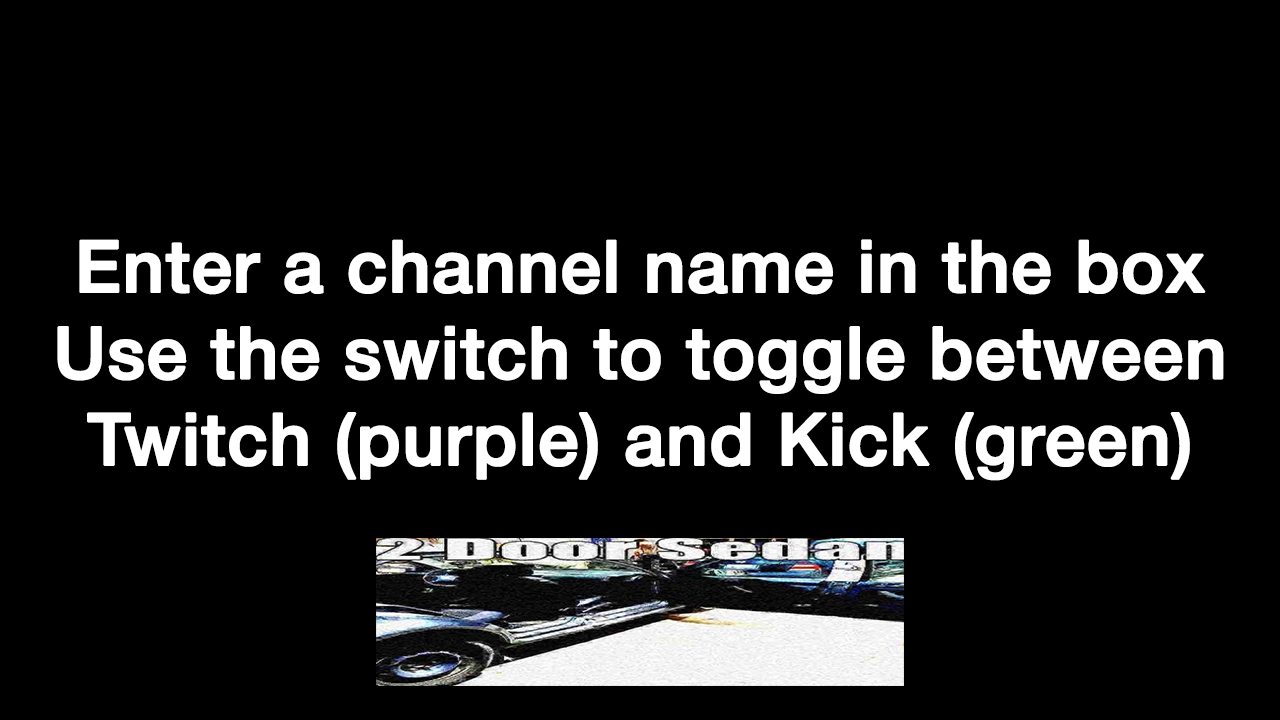 Enter a channel name in the box
Use the switch to toggle between
Twitch (purple) and Kick (green)
2 Door Sedan